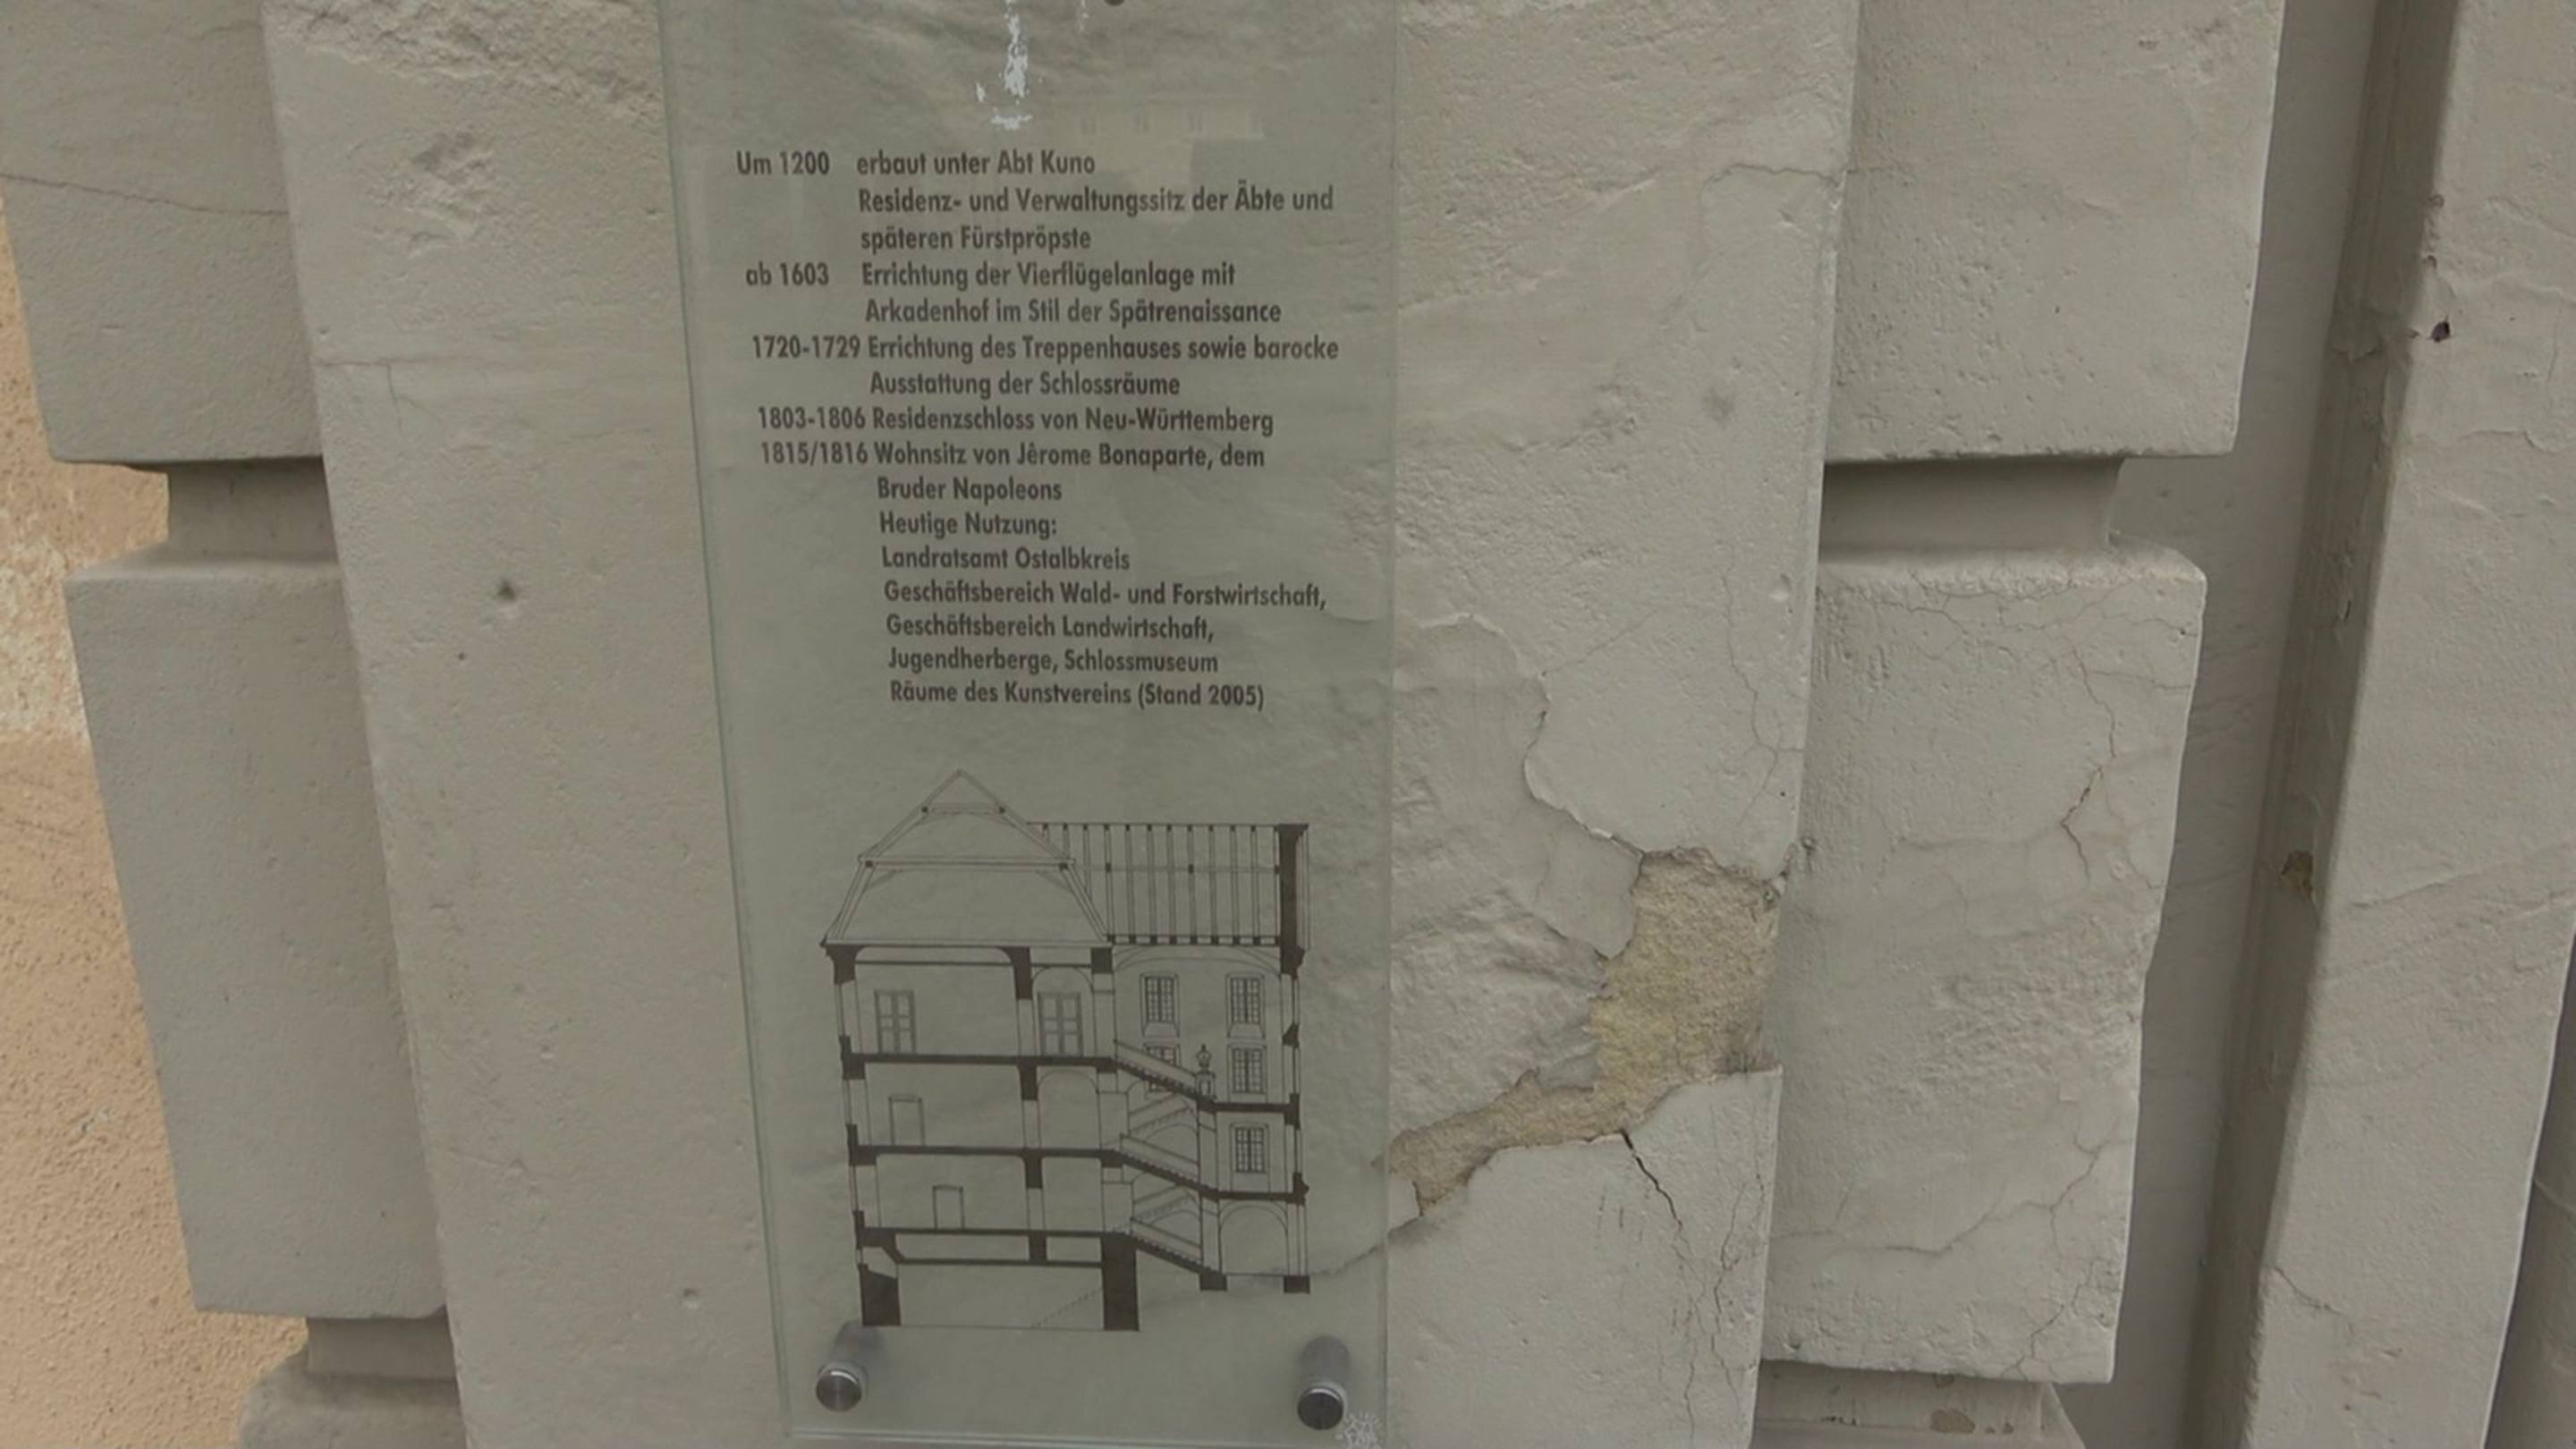 Um 1200 erbaut unter Abt Kuno
Residenz- und Verwaltungssitz der Äbte und
späteren Fürstpröpste
ab 1603 Errichtung der Vierflügelanlage mit
Arkadenhof im Stil der Spätrenaissance
1720-1729 Errichtung des Treppenhauses sowie barocke
Ausstattung der Schlossräume
1803-1806 Residenzschloss von Neu-Württemberg
1815/1816 Wohnsitz von Jêrome Bonaparte, dem
Bruder Napoleons
Heutige Nutzung:
Landratsamt Ostalbkreis
Geschäftsbereich Wald- und Forstwirtschaft,
Geschäftsbereich Landwirtschaft,
Jugendherberge, Schlossmuseum
Räume des Kunstvereins (Stand 2005)